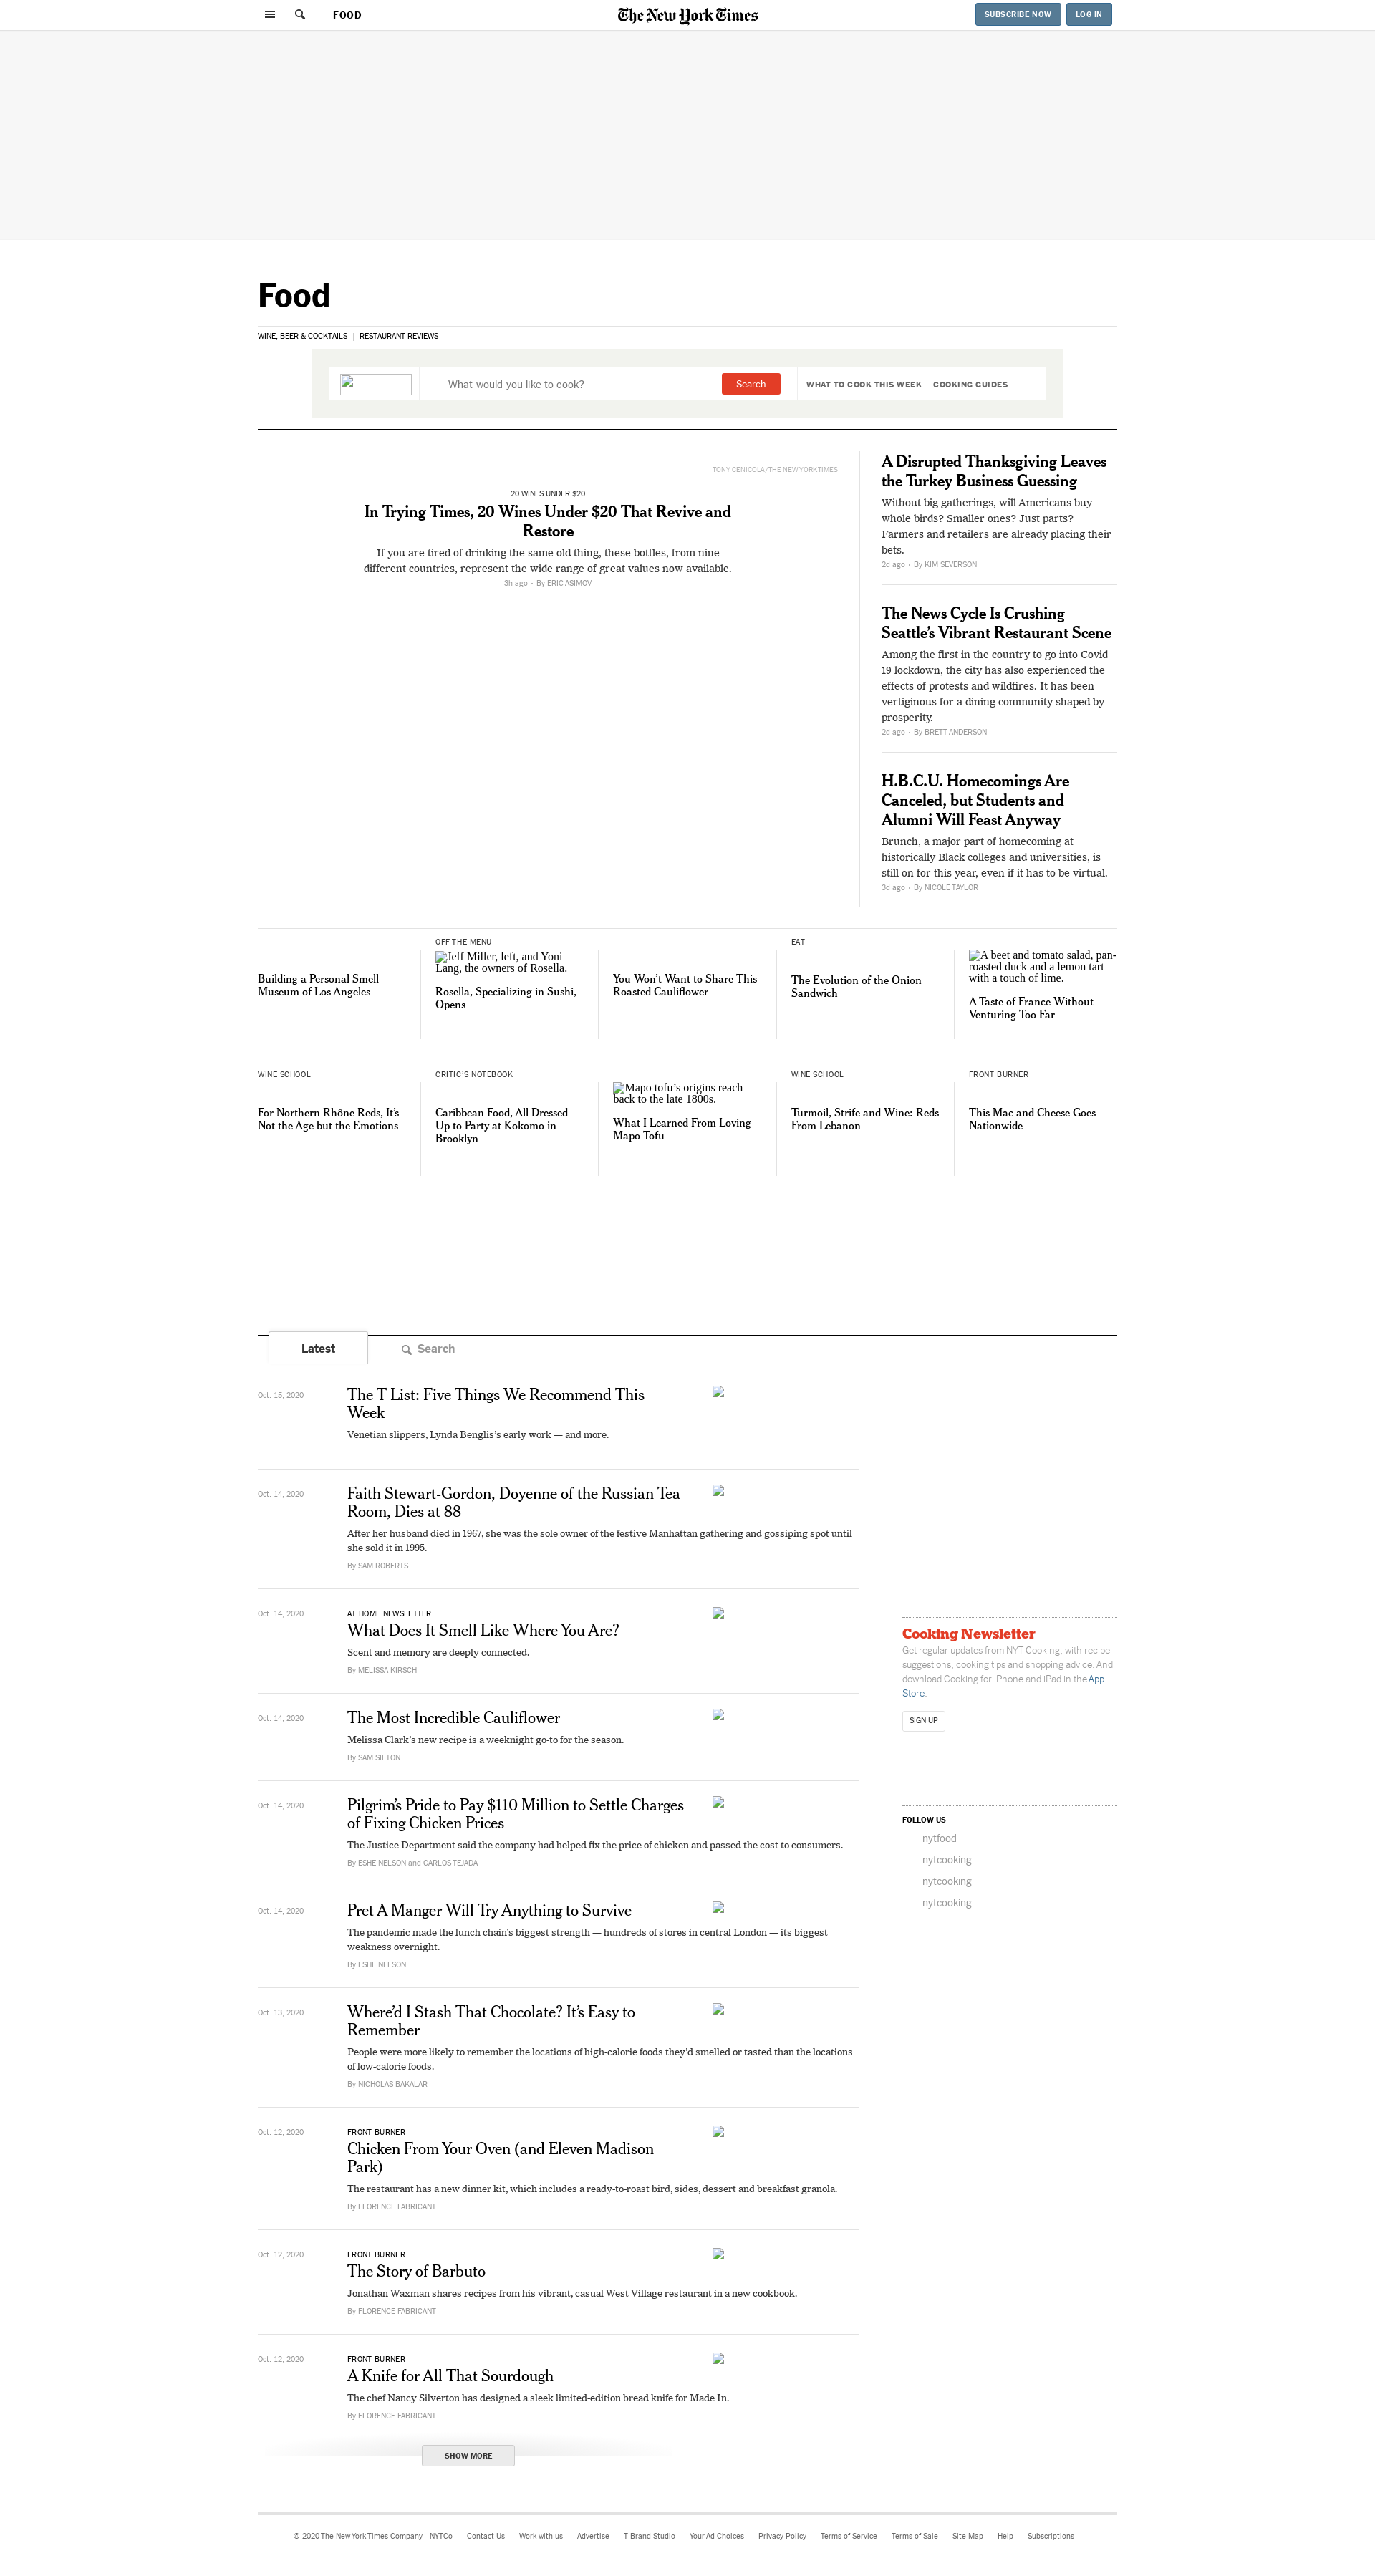 FOOD
The New York Times
SUBSCRIBE NOW
LOG IN
Food
WINE, BEER & COCKTAILS | RESTAURANT REVIEWS
What would you like to cook?
Search
WHAT TO COOK THIS WEEK
COOKING GUIDES
TONY CENICOLA/THE NEW YORK TIMES
20 WINES UNDER $20
In Trying Times, 20 Wines Under $20 That Revive and
Restore
If you are tired of drinking the same old thing, these bottles, from nine
different countries, represent the wide range of great values now available.
3h ago • By ERIC ASIMOV
A Disrupted Thanksgiving Leaves
the Turkey Business Guessing
Without big gatherings, will Americans buy
whole birds? Smaller ones? Just parts?
Farmers and retailers are already placing their
bets.
2d ago • By KIM SEVERSON
The News Cycle Is Crushing
Seattle’s Vibrant Restaurant Scene
Among the first in the country to go into Covid-
19 lockdown, the city has also experienced the
effects of protests and wildfires. It has been
vertiginous for a dining community shaped by
prosperity.
2d ago • By BRETT ANDERSON
H.B.C.U. Homecomings Are
Canceled, but Students and
Alumni Will Feast Anyway
Brunch, a major part of homecoming at
historically Black colleges and universities, is
still on for this year, even if it has to be virtual.
3d ago • By NICOLE TAYLOR
Building a Personal Smell
Museum of Los Angeles
OFF THE MENU
Jeff Miller, left, and Yoni
Lang, the owners of Rosella.
Rosella, Specializing in Sushi,
Opens
You Won’t Want to Share This
Roasted Cauliflower
EAT
The Evolution of the Onion
Sandwich
A beet and tomato salad, pan-
roasted duck and a lemon tart
with a touch of lime.
A Taste of France Without
Venturing Too Far
WINE SCHOOL
For Northern Rhône Reds, It’s
Not the Age but the Emotions
CRITIC’S NOTEBOOK
Caribbean Food, All Dressed
Up to Party at Kokomo in
Brooklyn
Mapo tofu’s origins reach
back to the late 1800s.
What I Learned From Loving
Mapo Tofu
WINE SCHOOL
Turmoil, Strife and Wine: Reds
From Lebanon
FRONT BURNER
This Mac and Cheese Goes
Nationwide
Latest
Search
Oct. 15, 2020
The T List: Five Things We Recommend This
Week
Venetian slippers, Lynda Benglis’s early work — and more.
Oct. 14, 2020
Faith Stewart-Gordon, Doyenne of the Russian Tea
Room, Dies at 88
After her husband died in 1967, she was the sole owner of the festive Manhattan gathering and gossiping spot until
she sold it in 1995.
By SAM ROBERTS
Oct. 14, 2020
AT HOME NEWSLETTER
What Does It Smell Like Where You Are?
Scent and memory are deeply connected.
By MELISSA KIRSCH
Oct. 14, 2020
The Most Incredible Cauliflower
Melissa Clark’s new recipe is a weeknight go-to for the season.
By SAM SIFTON
Oct. 14, 2020
Pilgrim’s Pride to Pay $110 Million to Settle Charges
of Fixing Chicken Prices
The Justice Department said the company had helped fix the price of chicken and passed the cost to consumers.
By ESHE NELSON and CARLOS TEJADA
Oct. 14, 2020
Pret A Manger Will Try Anything to Survive
The pandemic made the lunch chain’s biggest strength — hundreds of stores in central London — its biggest
weakness overnight.
By ESHE NELSON
Oct. 13, 2020
Where’d I Stash That Chocolate? It’s Easy to
Remember
People were more likely to remember the locations of high-calorie foods they’d smelled or tasted than the locations
of low-calorie foods.
By NICHOLAS BAKALAR
Oct. 12, 2020
FRONT BURNER
Chicken From Your Oven (and Eleven Madison
Park)
The restaurant has a new dinner kit, which includes a ready-to-roast bird, sides, dessert and breakfast granola.
By FLORENCE FABRICANT
Oct. 12, 2020
FRONT BURNER
The Story of Barbuto
Jonathan Waxman shares recipes from his vibrant, casual West Village restaurant in a new cookbook.
By FLORENCE FABRICANT
Oct. 12, 2020
FRONT BURNER
A Knife for All That Sourdough
The chef Nancy Silverton has designed a sleek limited-edition bread knife for Made In.
By FLORENCE FABRICANT
SHOW MORE
Cooking Newsletter
Get regular updates from NYT Cooking, with recipe
suggestions, cooking tips and shopping advice. And
download Cooking for iPhone and iPad in the App
Store.
SIGN UP
FOLLOW US
nytfood
nytcooking
nytcooking
nytcooking
© 2020 The New York Times Company NYTCo Contact Us Work with us Advertise T Brand Studio Your Ad Choices Privacy Policy Terms of Service Terms of Sale Site Map Help Subscriptions